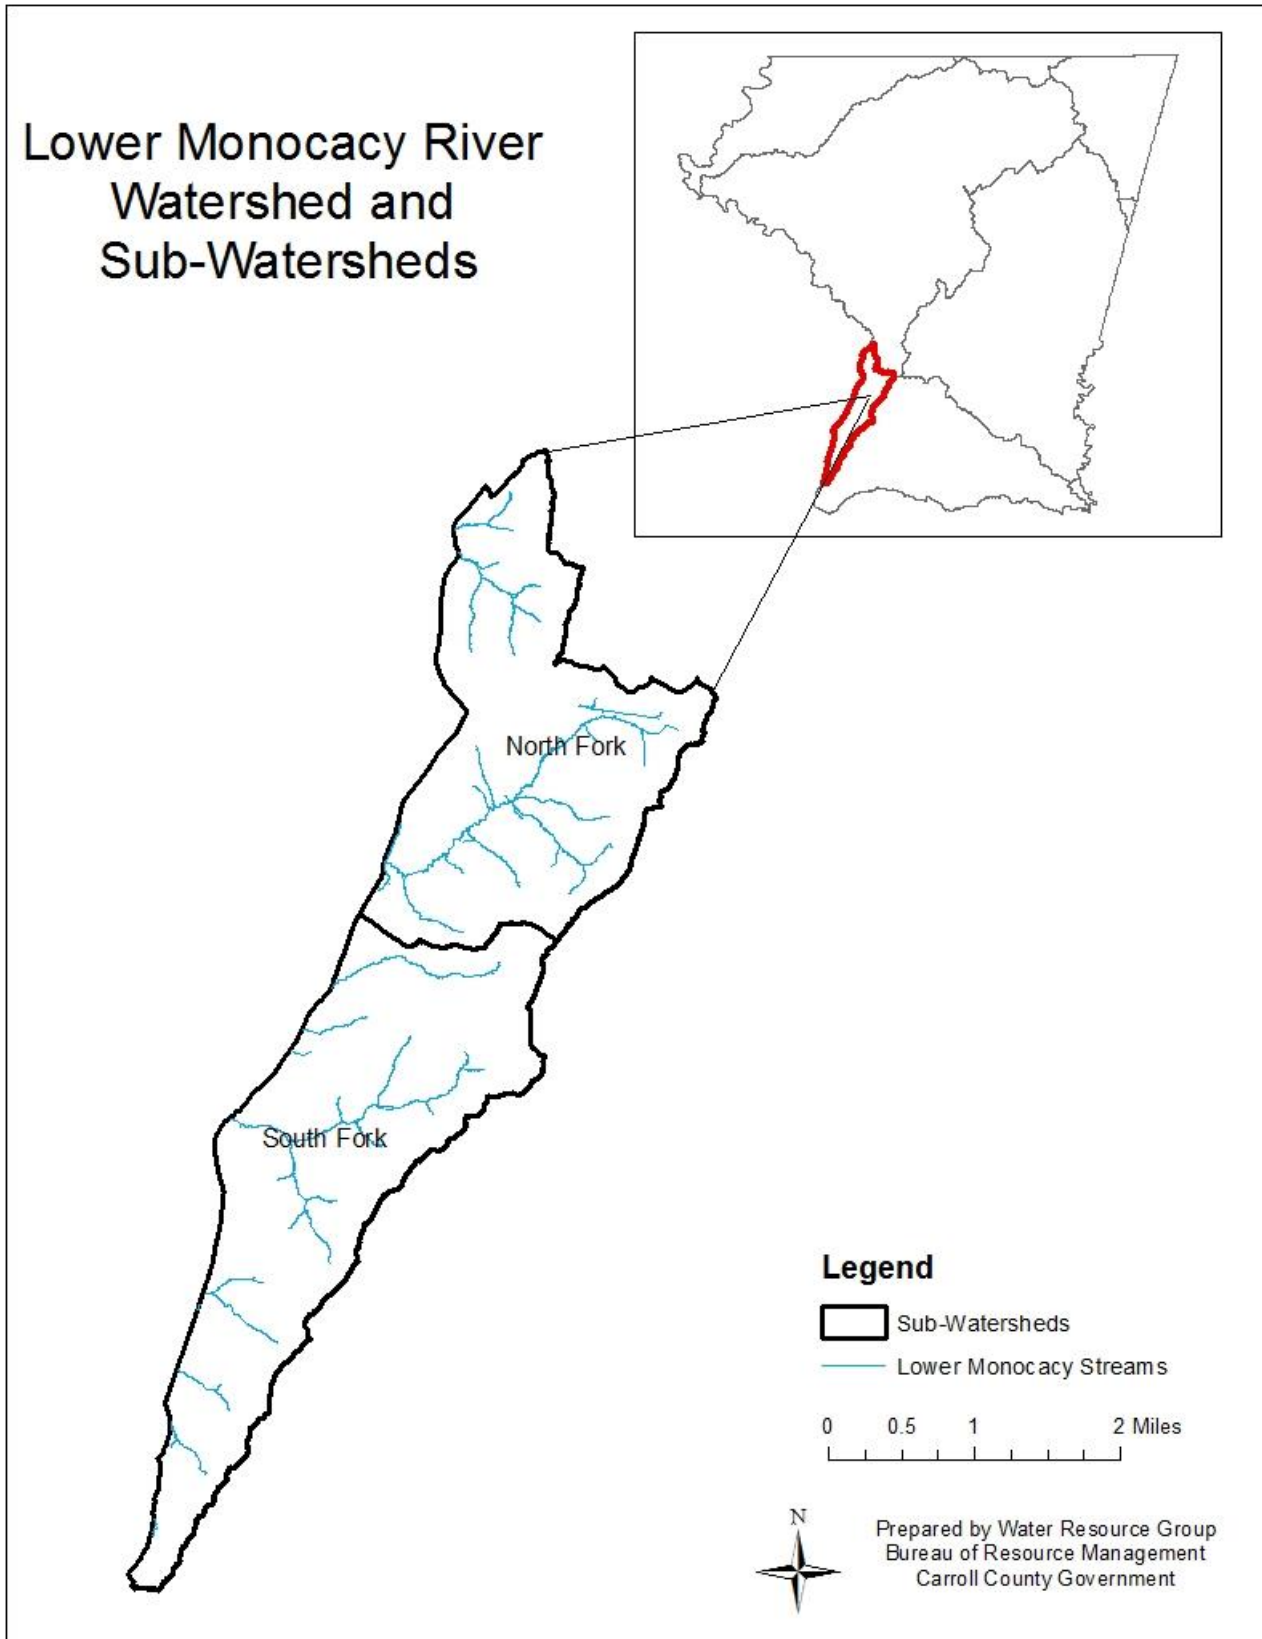 Lower Monocacy River
Watershed and
Sub-Watersheds
North Fork
South Fork
Legend
Sub-Watersheds
Lower Monocacy Streams
0 0.5 1 2 Miles
N
Prepared by Water Resource Group
Bureau of Resource Management
Carroll County Government